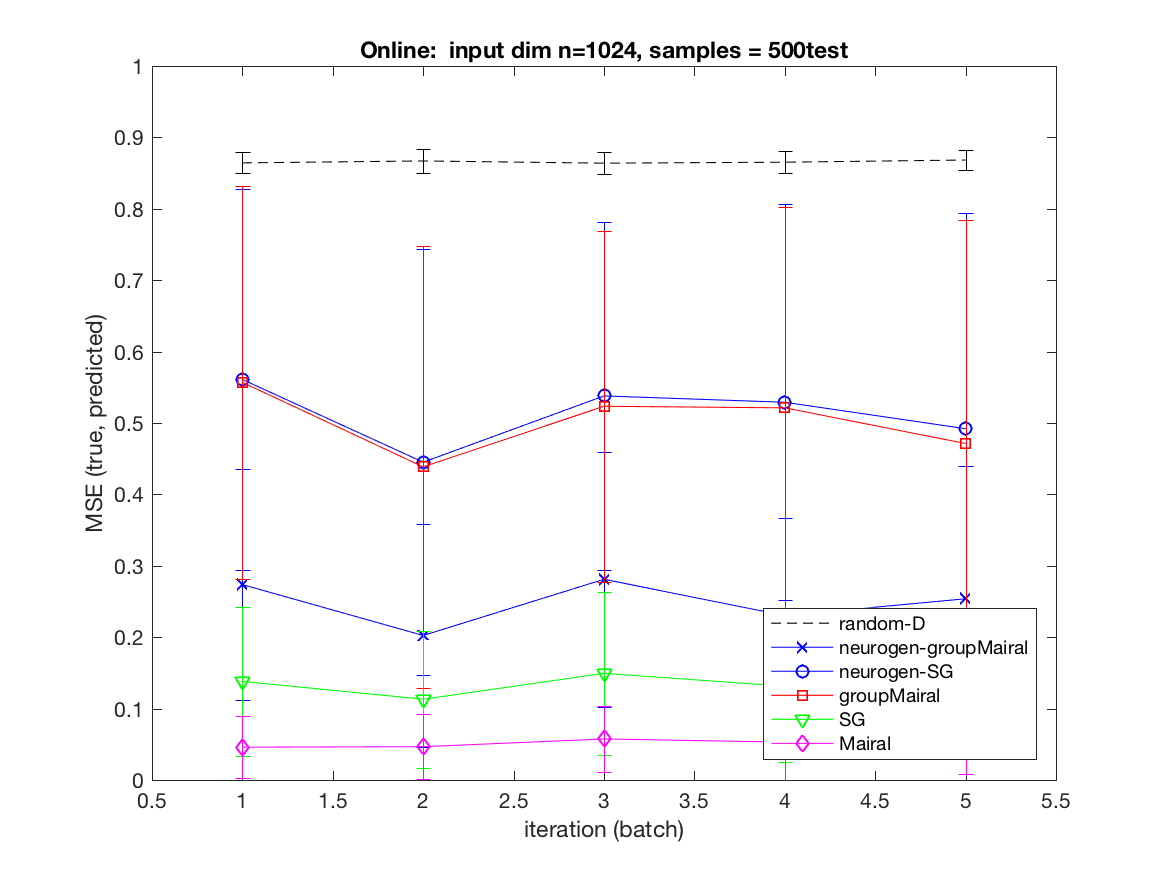 Online:  input dim n=1024, samples = 500test
1
0.9
0.8
0.7
0.6
0.5
0.4
0.3
0.2
0.1
0
MSE (true, predicted)
random-D
neurogen-groupMairal
neurogen-SG
groupMairal
SG
Mairal
0.5 1 1.5 2 2.5 3 3.5 4 4.5 5 5.5
iteration (batch)